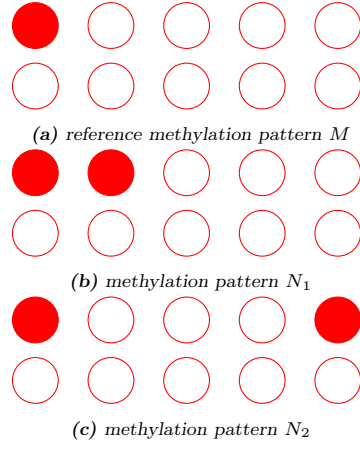 (a) reference methylation pattern M
(b) methylation pattern N₁
(c) methylation pattern N₂